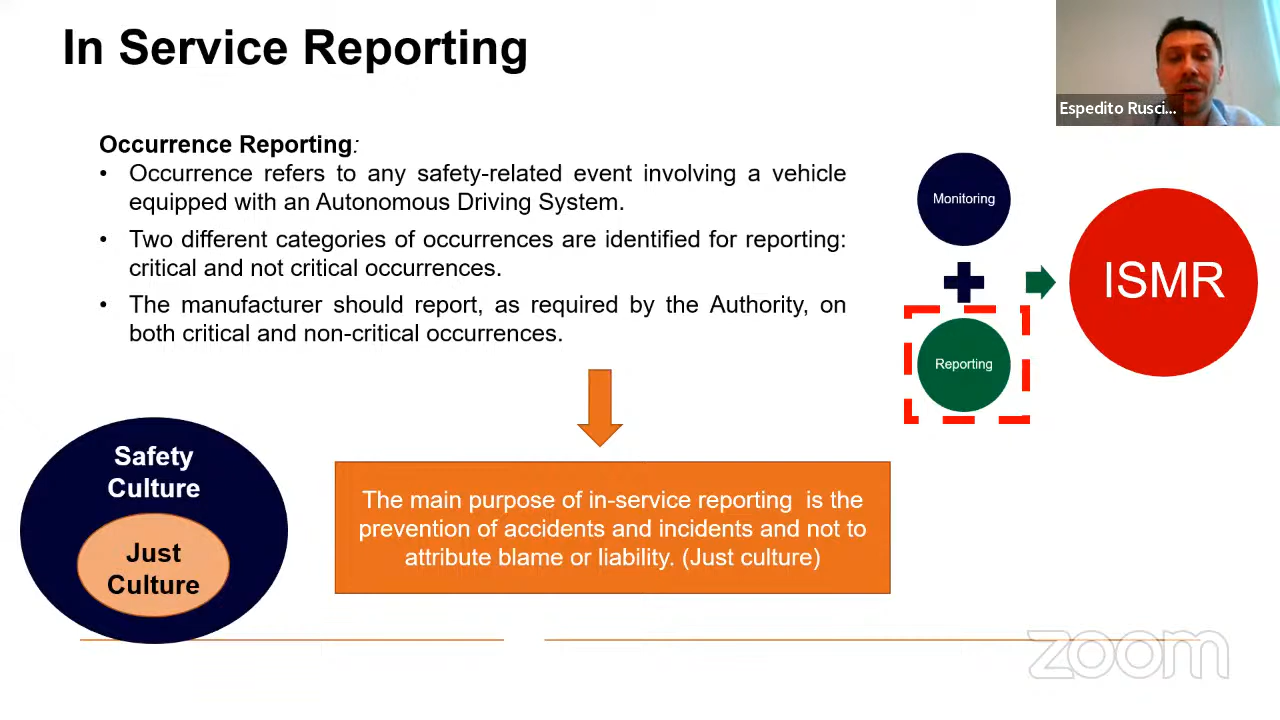 In Service Reporting
Espedito Rusci...
Occurrence Reporting:
• Occurrence refers to any safety-related event involving a vehicle
equipped with an Autonomous Driving System.
• Two different categories of occurrences are identified for reporting:
critical and not critical occurrences.
• The manufacturer should report, as required by the Authority, on
both critical and non-critical occurrences.
Monitoring
Reporting
ISMR
Safety
Culture
Just
Culture
The main purpose of in-service reporting is the
prevention of accidents and incidents and not to
attribute blame or liability. (Just culture)
zoom